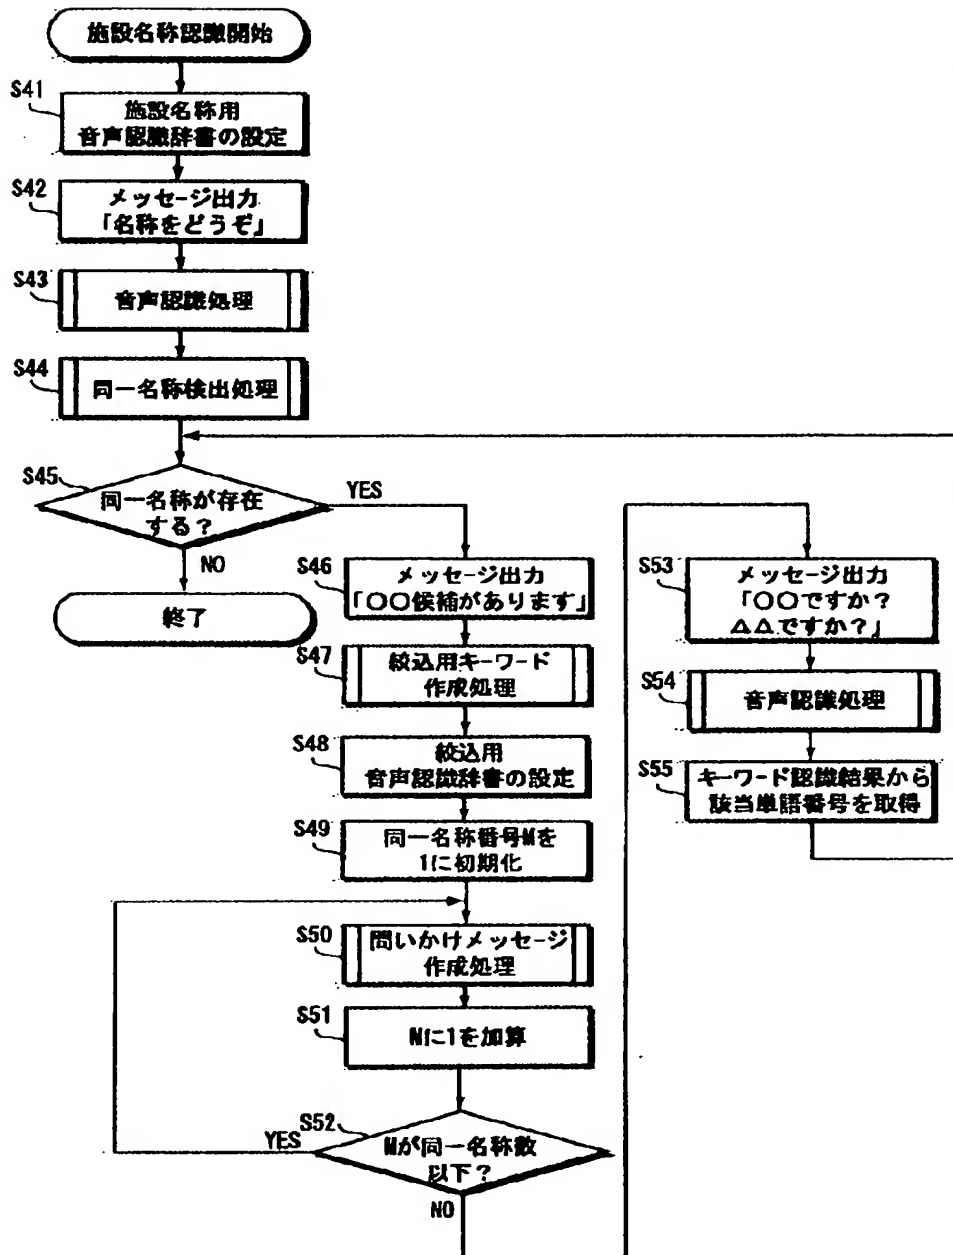 施設名称認識開始
S41
施設名称用
音声認識辞書の設定
S42
メッセージ出力
「名称をどうぞ」
S43
音声認識処理
S44
同一名称検出処理
S45
同一名称が存在
する?
YES
NO
終了
S46
メッセージ出力
「〇〇候補があります」
S47
絞込用キーワード
作成処理
S48
絞込用
音声認識辞書の設定
S49
同一名称番号Mを
1に初期化
S50
問いかけメッセージ
作成処理
S51
Mに1を加算
S52
Mが同一名称数
以下?
YES
NO
S53
メッセージ出力
「〇〇ですか?
△△ですか?」
S54
音声認識処理
S55
キーワード認識結果から
該当単語番号を取得